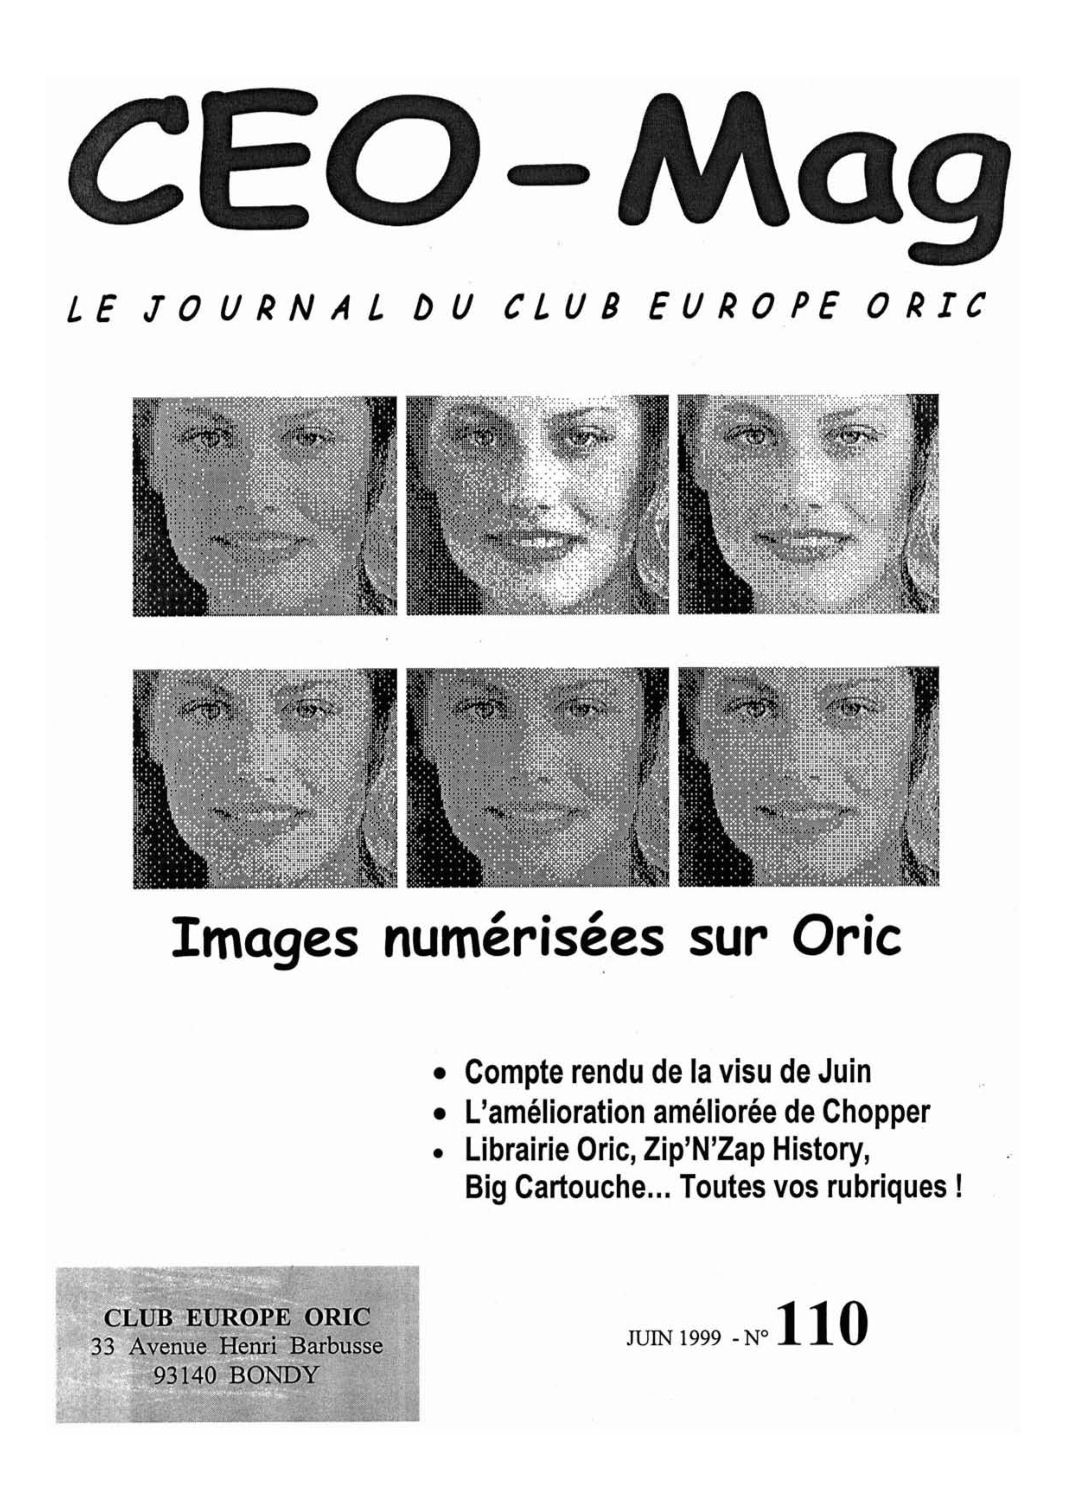 CEO-Mag
LE JOURNAL DU CLUB EUROPE ORIC
Images numérisées sur Oric
• Compte rendu de la visu de Juin
• L'amélioration améliorée de Chopper
• Librairie Oric, Zip'N'Zap History,
Big Cartouche... Toutes vos rubriques !
CLUB EUROPE ORIC
33 Avenue Henri Barbusse
93140 BONDY
JUIN 1999 - N° 110